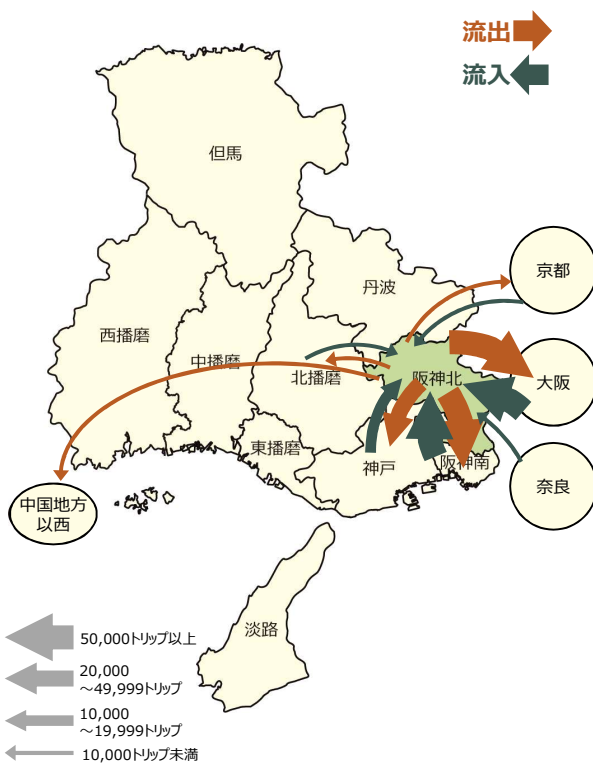 流出
流入
但馬
京都
丹波
西播磨
中播磨
北播磨
阪神北
大阪
東播磨
神戸
阪神南
奈良
中国地方
以西
淡路
50,000トリップ以上
20,000
～49,999トリップ
10,000
～19,999トリップ
10,000トリップ未満